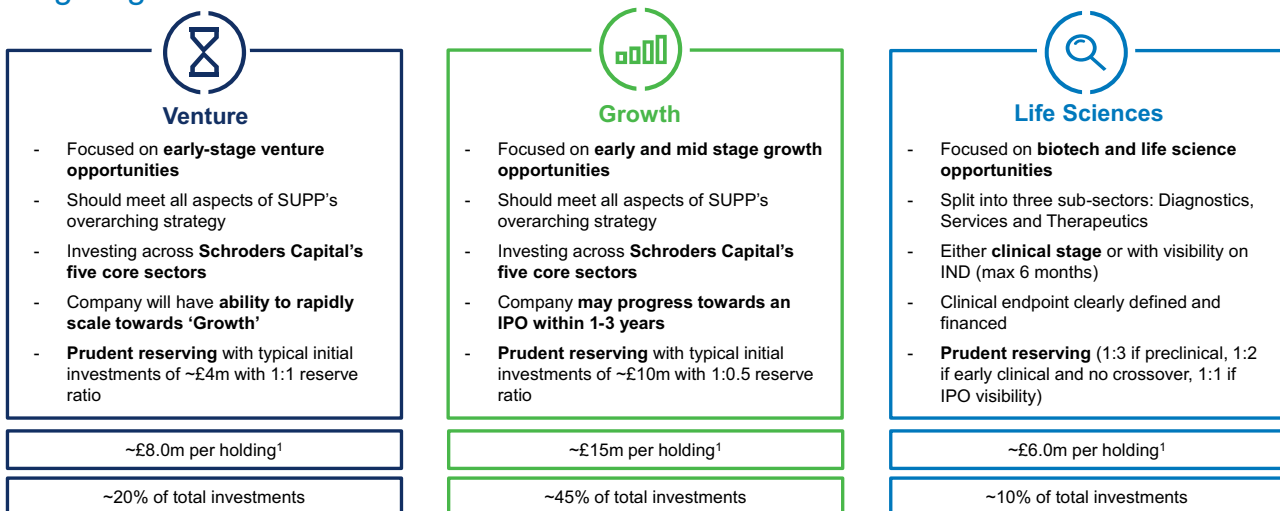 Venture
- Focused on early-stage venture
opportunities
- Should meet all aspects of SUPP's
overarching strategy
- Investing across Schroders Capital's
five core sectors
- Company will have ability to rapidly
scale towards 'Growth'
- Prudent reserving with typical initial
investments of ~£4m with 1:1 reserve
ratio
~£8.0m per holding¹
~20% of total investments
Growth
- Focused on early and mid stage growth
opportunities
- Should meet all aspects of SUPP's
overarching strategy
- Investing across Schroders Capital's
five core sectors
- Company may progress towards an
IPO within 1-3 years
- Prudent reserving with typical initial
investments of ~£10m with 1:0.5 reserve
ratio
~£15m per holding¹
~45% of total investments
Life Sciences
- Focused on biotech and life science
opportunities
- Split into three sub-sectors: Diagnostics,
Services and Therapeutics
- Either clinical stage or with visibility on
IND (max 6 months)
- Clinical endpoint clearly defined and
financed
- Prudent reserving (1:3 if preclinical, 1:2
if early clinical and no crossover, 1:1 if
IPO visibility)
~£6.0m per holding¹
~10% of total investments